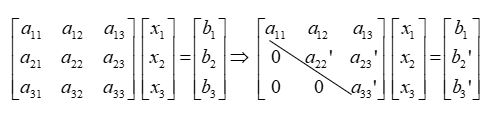 [a₁₁ a₁₂ a₁₃] [x₁] [b₁] [a₁₁ a₁₂ a₁₃] [x₁] [b₁]
[a₂₁ a₂₂ a₂₃] [x₂] = [b₂] ⇒ [0 a₂₂' a₂₃'] [x₂] = [b₂']
[a₃₁ a₃₂ a₃₃] [x₃] [b₃] [0 0 a₃₃'] [x₃] [b₃']